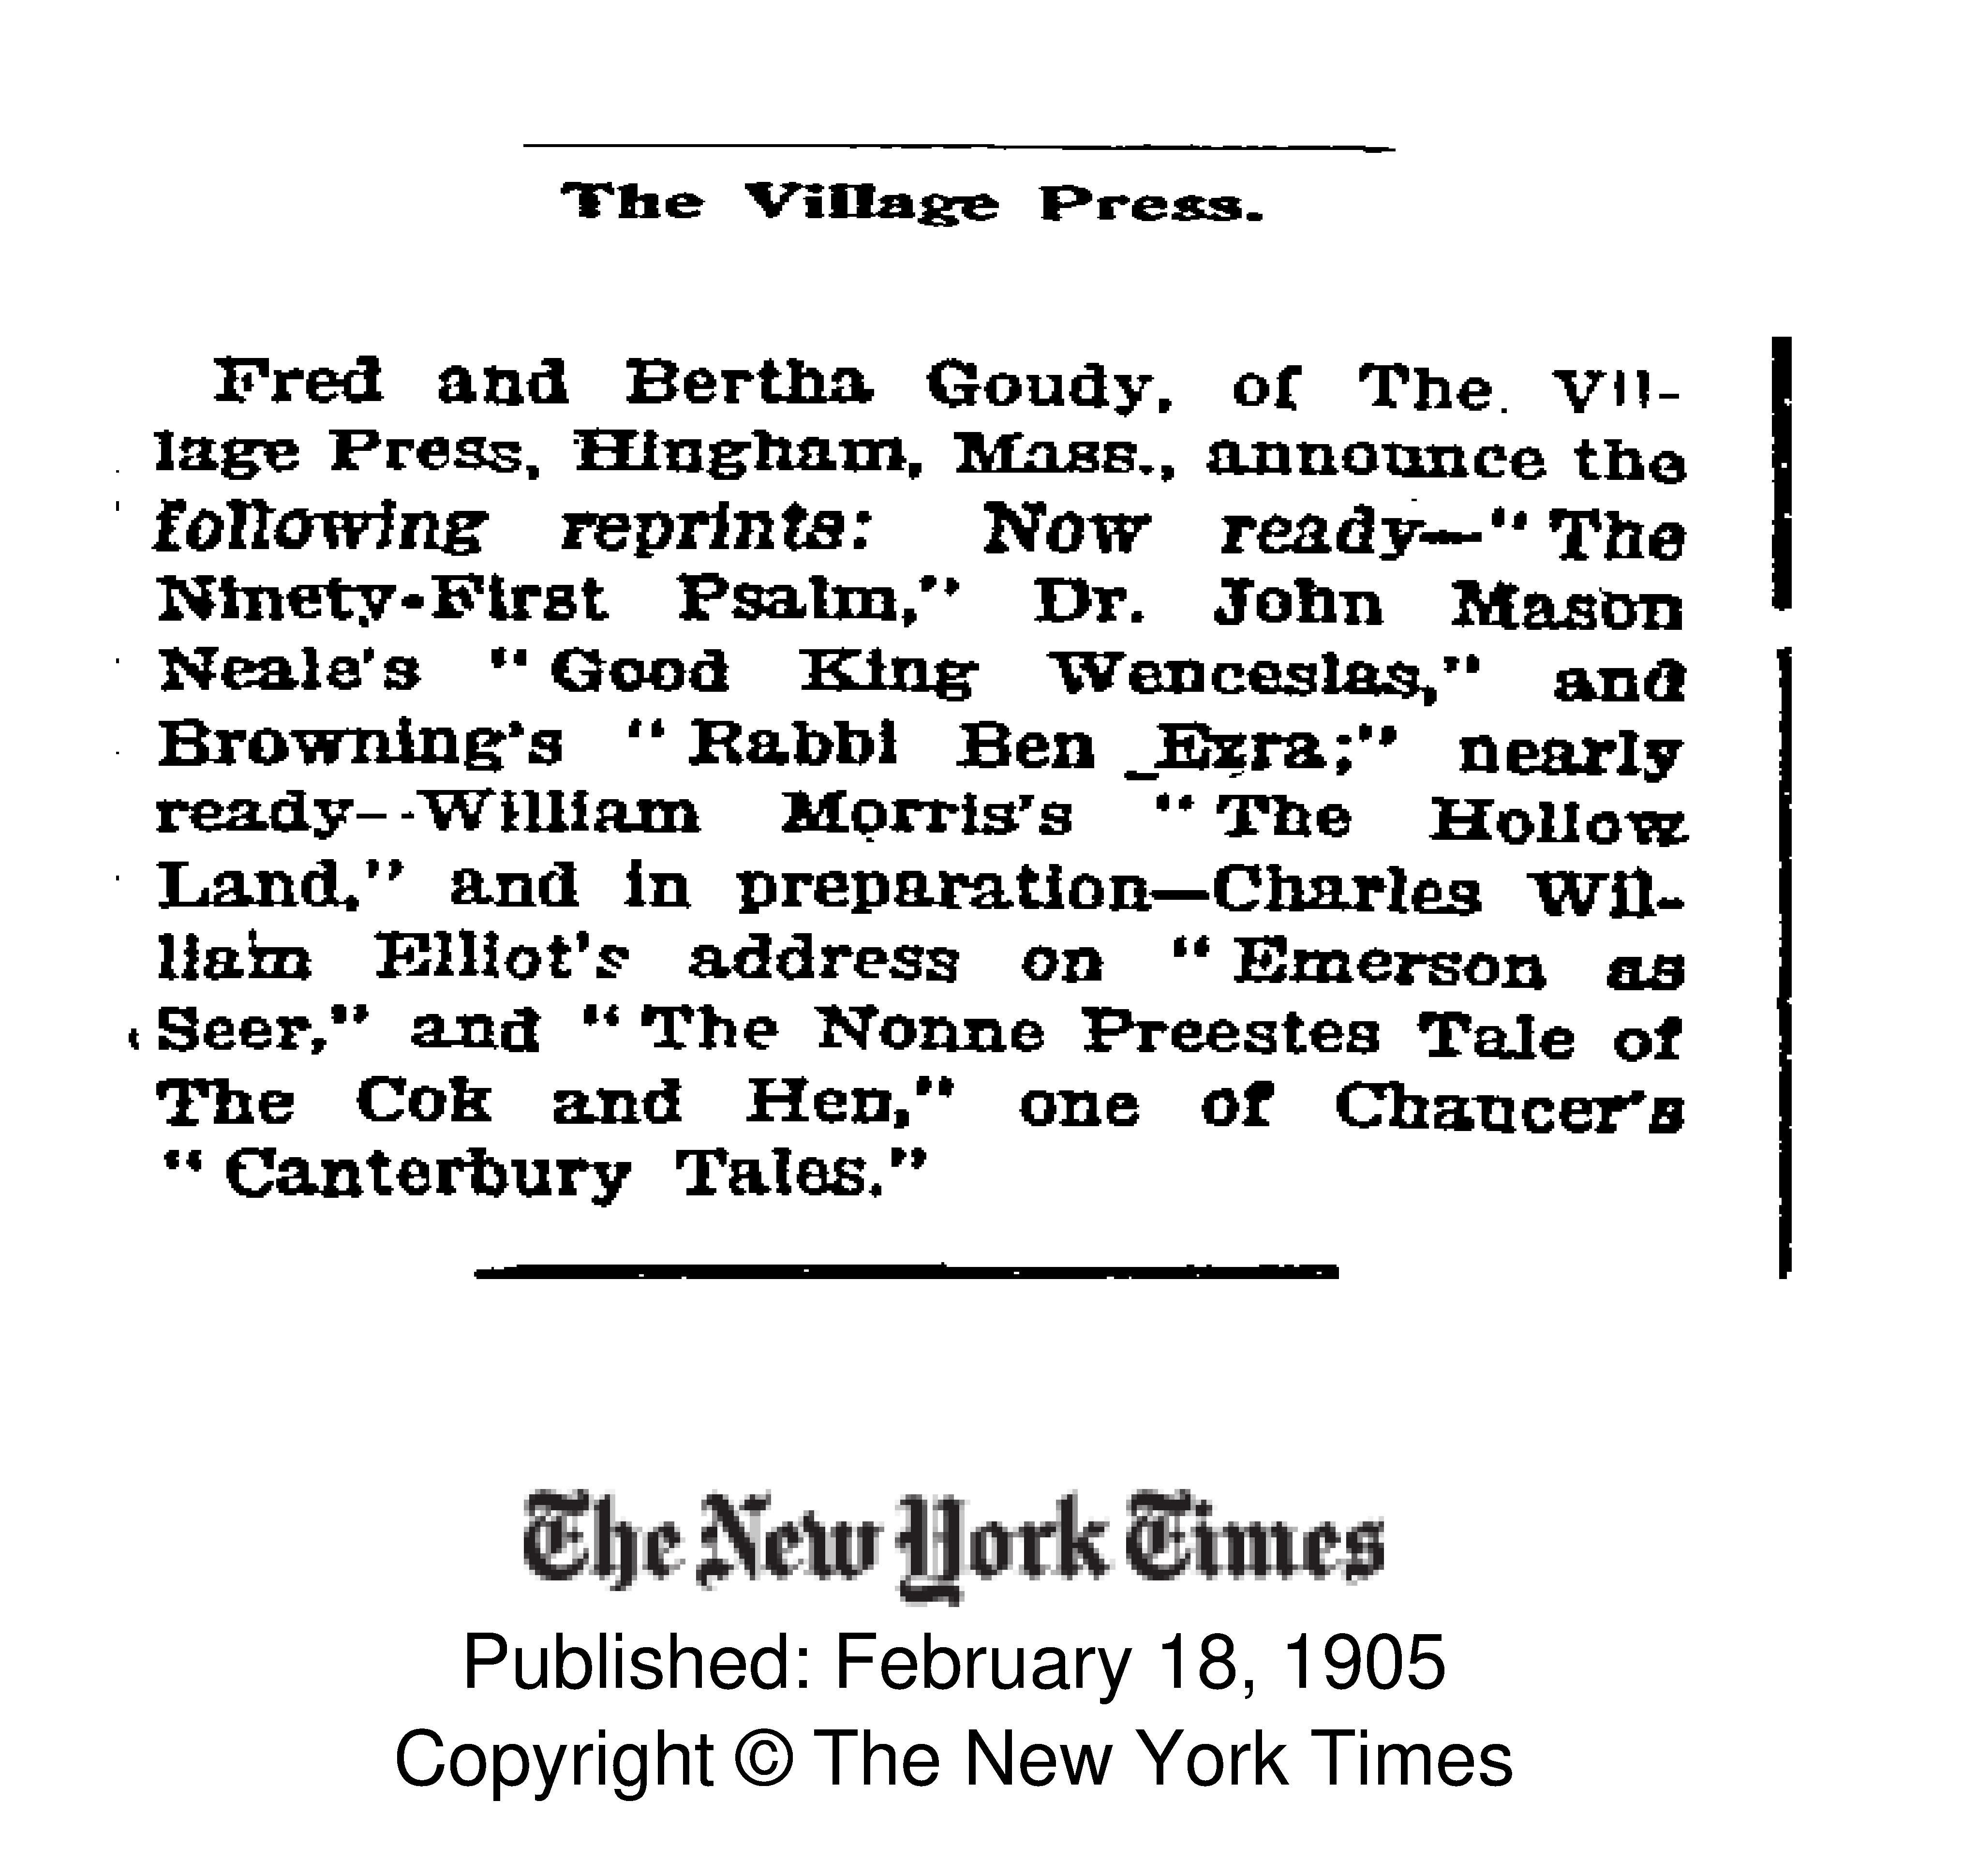 The Village Press.
Fred and Bertha Goudy, of The Vil-
lage Press, Hingham, Mass., announce the
following reprints: Now ready—" The
Ninety-First Psalm," Dr. John Mason
Neale's " Good King Wenceslas," and
Browning's " Rabbi Ben Ezra;" nearly
ready--William Morris's " The Hollow
Land," and in preparation—Charles Wil-
liam Elliot's address on " Emerson as
Seer," and " The Nonne Preestes Tale of
The Cok and Hen," one of Chaucer's
" Canterbury Tales."
The New York Times
Published: February 18, 1905
Copyright © The New York Times